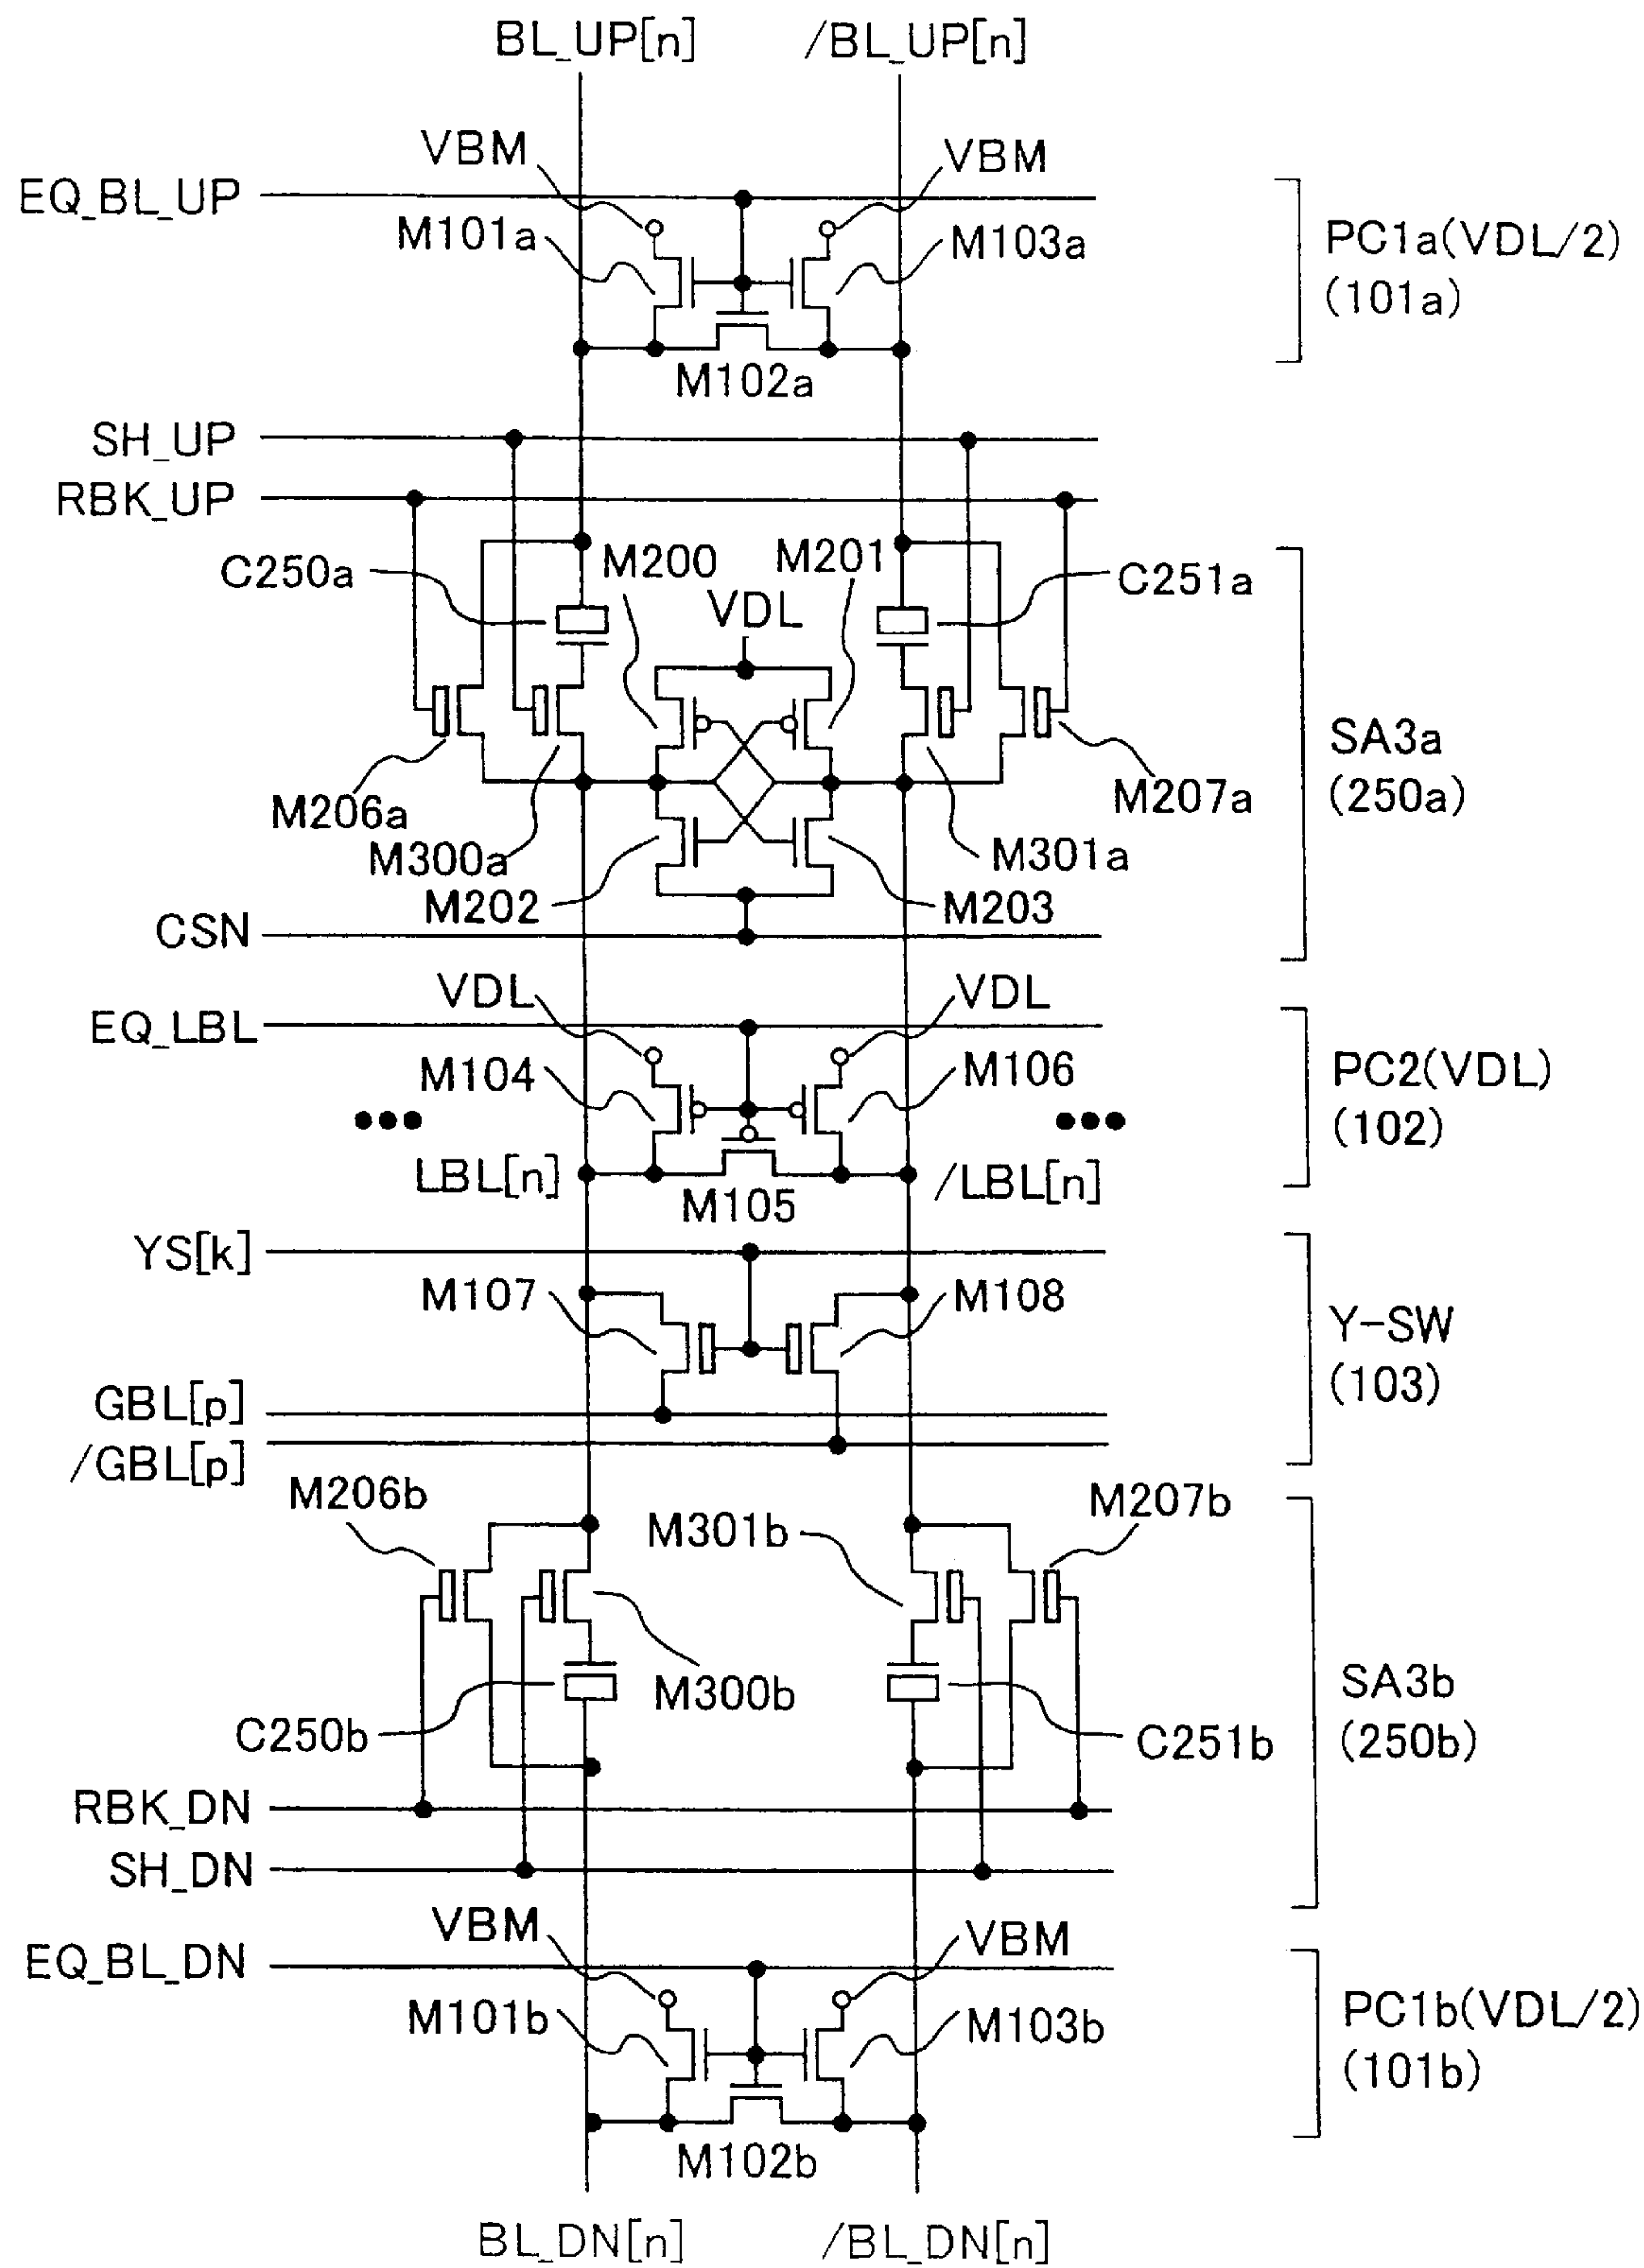 BL_UP[n]
/BL_UP[n]
VBM
VBM
EQ_BL_UP
M101a
M103a
PC1a(VDL/2)
(101a)
M102a
SH_UP
RBK_UP
M200
M201
C250a
C251a
VDL
SA3a
(250a)
M206a
M207a
M300a
M301a
M202
M203
CSN
VDL
VDL
EQ_LBL
M104
M106
PC2(VDL)
(102)
LBL[n]
/LBL[n]
M105
YS[k]
M107
M108
Y-SW
(103)
GBL[p]
/GBL[p]
M206b
M207b
M301b
M300b
SA3b
(250b)
C250b
C251b
RBK_DN
SH_DN
VBM
VBM
EQ_BL_DN
M101b
M103b
PC1b(VDL/2)
(101b)
M102b
BL_DN[n]
/BL_DN[n]